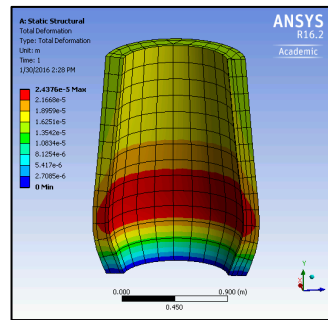 A: Static Structural
Total Deformation
Type: Total Deformation
Unit: m
Time: 1
1/30/2016 2:28 PM
2.4376e-5 Max
2.1668e-5
1.8959e-5
1.6251e-5
1.3542e-5
1.0834e-5
8.1254e-6
5.417e-6
2.7085e-6
0 Min
ANSYS
R16.2
Academic
0.000
0.900 (m)
0.450
Y
X